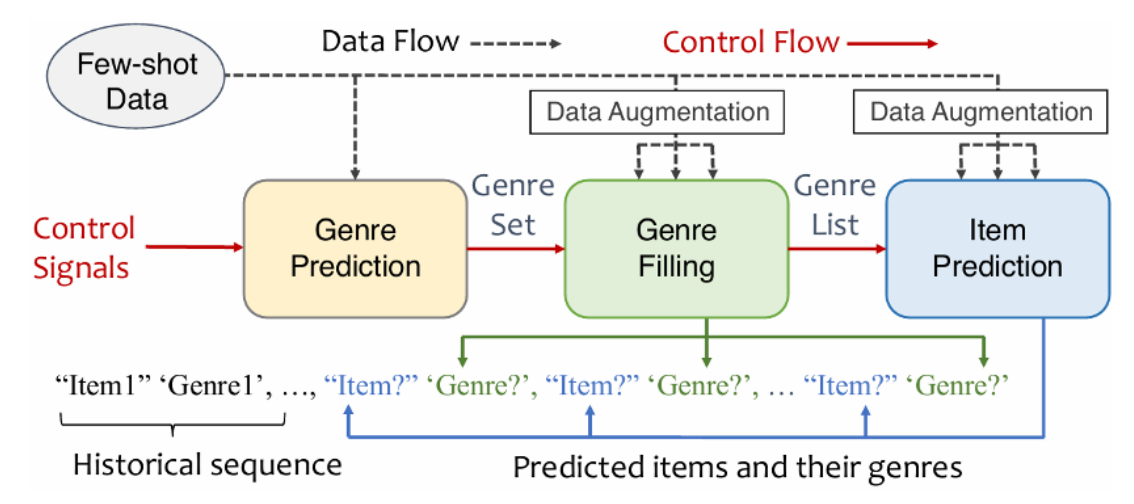 Few-shot
Data
Data Flow
Control Flow
Data Augmentation
Data Augmentation
Control
Signals
Genre
Prediction
Genre
Set
Genre
Filling
Genre
List
Item
Prediction
“Item1” ‘Genre1’, …, “Item?” ‘Genre?’, “Item?” ‘Genre?’, … “Item?” ‘Genre?’
Historical sequence
Predicted items and their genres